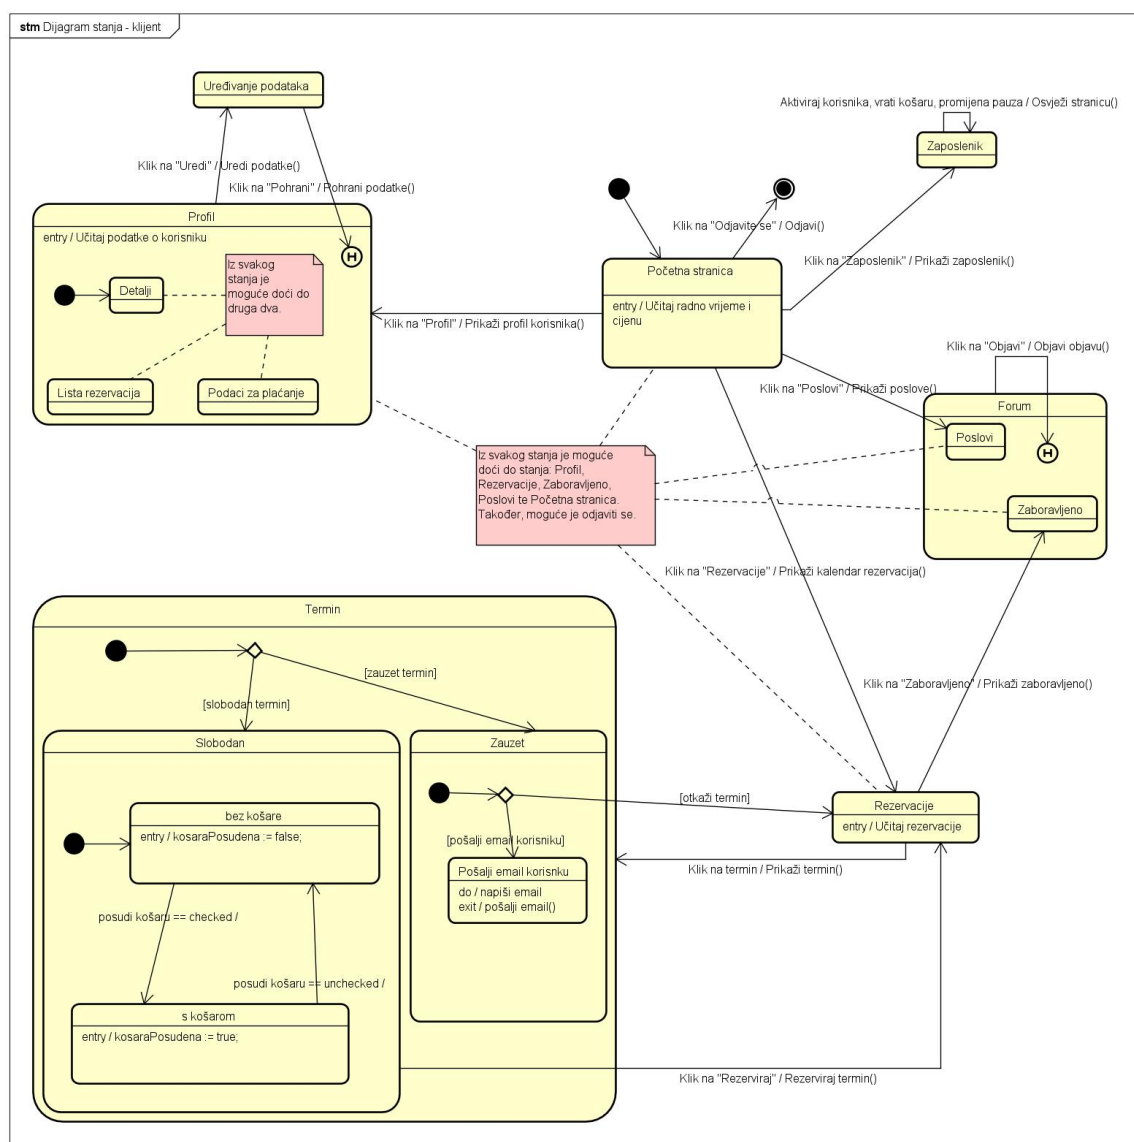 stm Dijagram stanja - klijent
Uređivanje podataka
Aktiviraj korisnika, vrati košaru, promijena pauza / Osvježi stranicu()
Zaposlenik
Klik na "Uredi" / Uredi podatke()
Klik na "Pohrani" / Pohrani podatke()
Profil
entry / Učitaj podatke o korisniku
H
Iz svakog
stanja je
moguće doći do
druga dva.
Detalji
Lista rezervacija
Podaci za plaćanje
Klik na "Odjavite se" / Odjavi()
Klik na "Zaposlenik" / Prikaži zaposlenik()
Početna stranica
entry / Učitaj radno vrijeme i
cijenu
Klik na "Profil" / Prikaži profil korisnika()
Klik na "Objavi" / Objavi objavu()
Klik na "Poslovi" / Prikaži poslove()
Forum
Poslovi
H
Zaboravljeno
Iz svakog stanja je moguće
doći do stanja: Profil,
Rezervacije, Zaboravljeno,
Poslovi te Početna stranica.
Također, moguće je odjaviti se.
Klik na "Rezervacije" / Prikaži kalendar rezervacija()
Klik na "Zaboravljeno" / Prikaži zaboravljeno()
Termin
[zauzet termin]
[slobodan termin]
Slobodan
bez košare
entry / kosaraPosudena := false;
posudi košaru == checked /
posudi košaru == unchecked /
s košarom
entry / kosaraPosudena := true;
Zauzet
[otkaži termin]
[pošalji email korisniku]
Pošalji email korisnku
do / napiši email
exit / pošalji email()
Rezervacije
entry / Učitaj rezervacije
Klik na termin / Prikaži termin()
Klik na "Rezerviraj" / Rezerviraj termin()